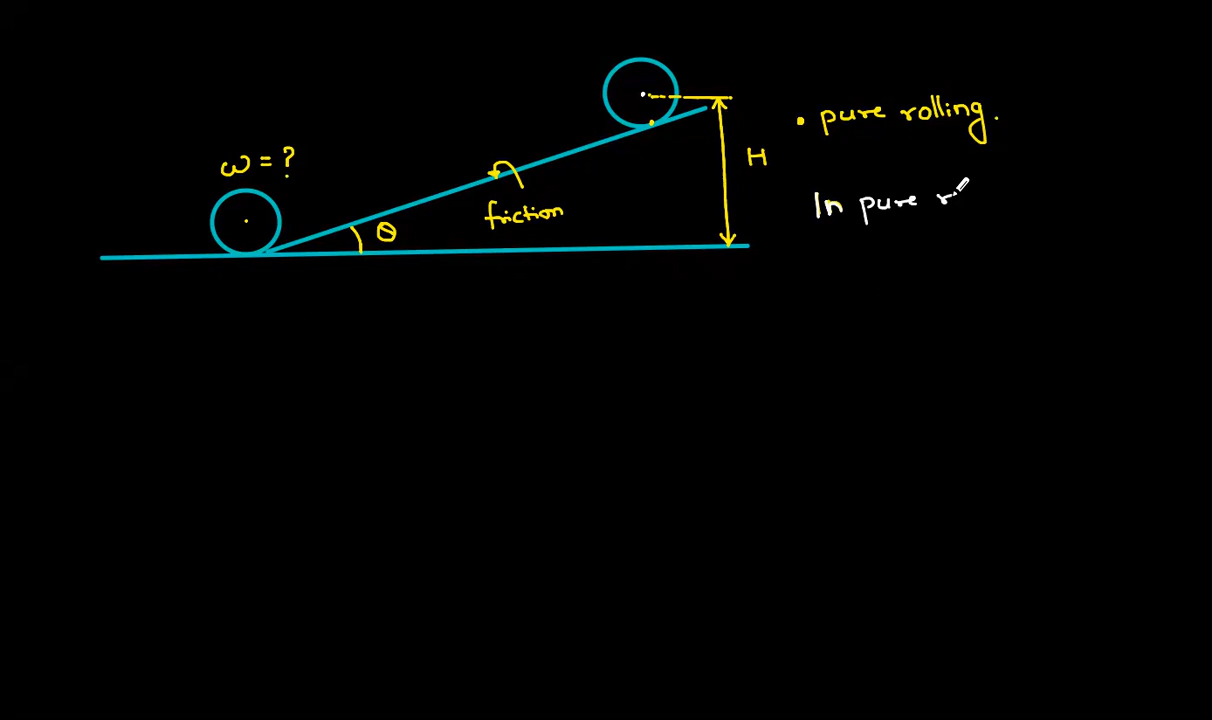 • pure rolling.
H
ω = ?
In pure r
friction
θ